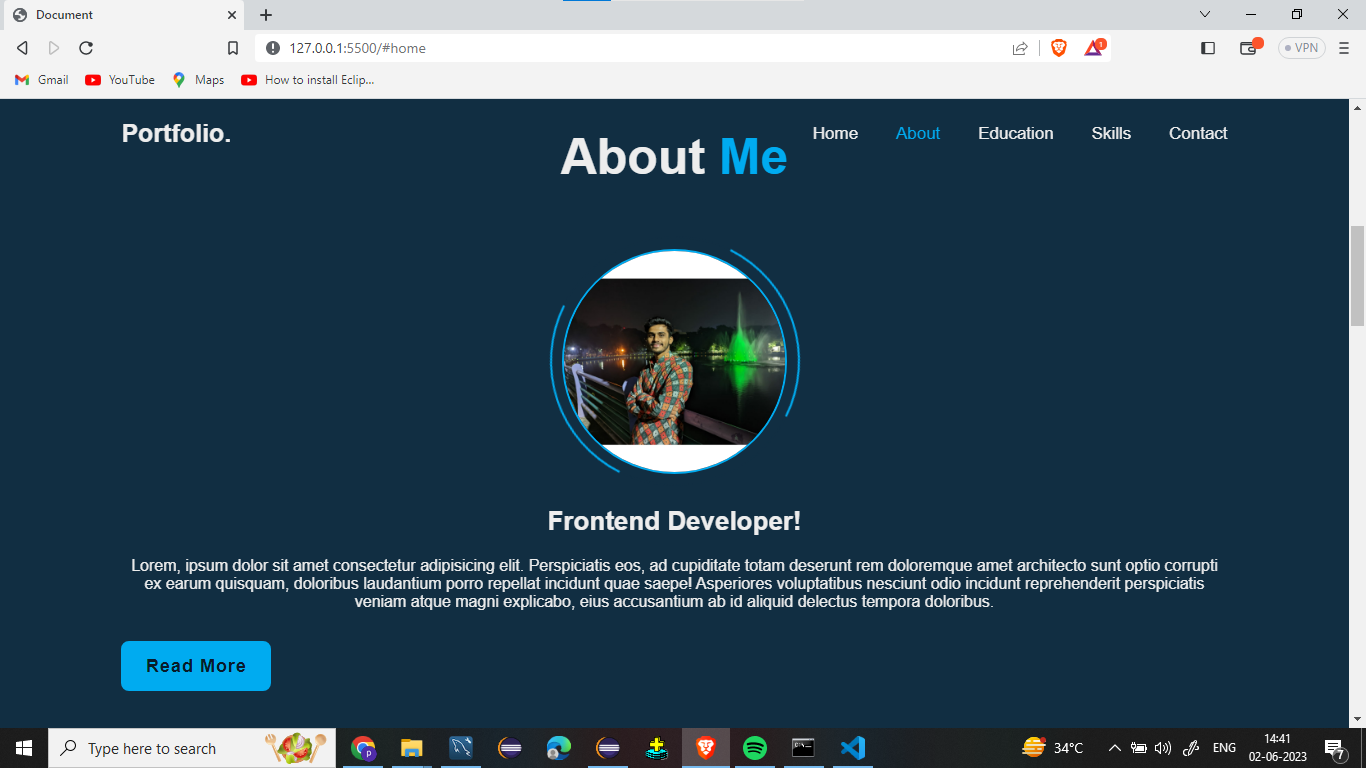 Document
127.0.0.1:5500/#home
1
VPN
Gmail
YouTube
Maps
How to install Eclip...
Portfolio.
Home
About
Education
Skills
Contact
About Me
Frontend Developer!
Lorem, ipsum dolor sit amet consectetur adipisicing elit. Perspiciatis eos, ad cupiditate totam deserunt rem doloremque amet architecto sunt optio corrupti
ex earum quisquam, doloribus laudantium porro repellat incidunt quae saepe! Asperiores voluptatibus nesciunt odio incidunt reprehenderit perspiciatis
veniam atque magni explicabo, eius accusantium ab id aliquid delectus tempora doloribus.
Read More
Type here to search
p
34°C
ENG
14:41
02-06-2023
7